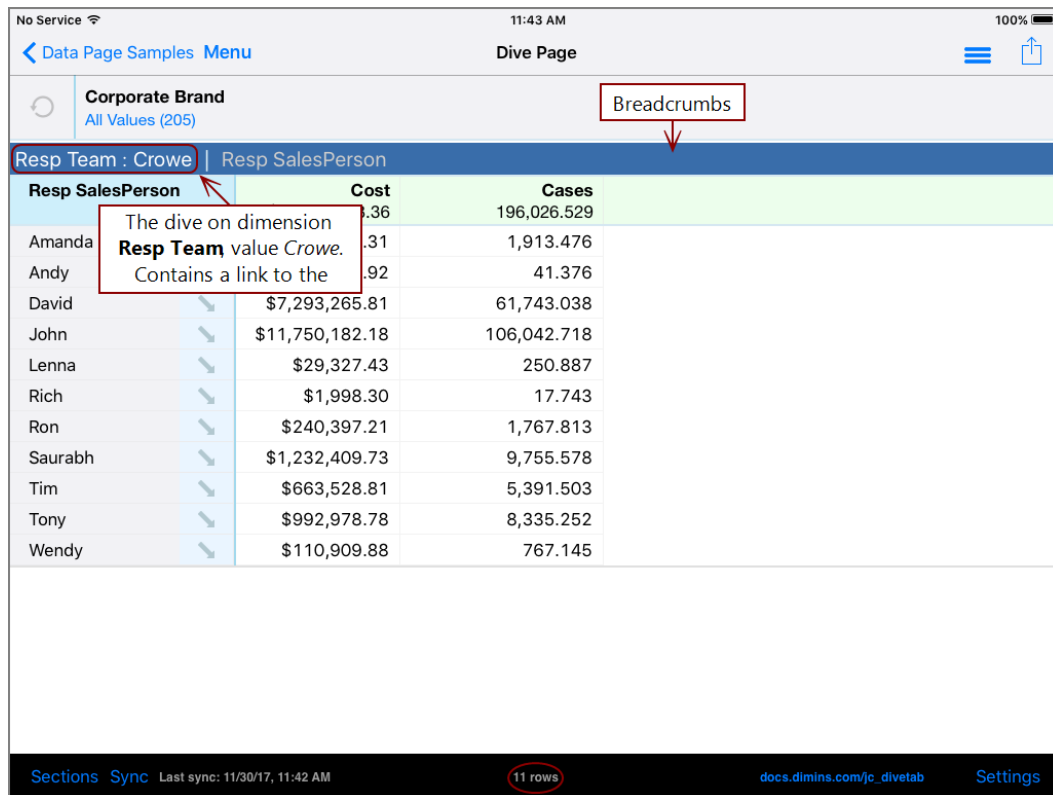 No Service 11:43 AM 100%
Data Page Samples Menu Dive Page
Corporate Brand
All Values (205)
Breadcrumbs
Resp Team : Crowe | Resp SalesPerson
Resp SalesPerson Cost Cases
.36 196,026.529
The dive on dimension
Resp Team, value Crowe.
Contains a link to the
Amanda .31 1,913.476
Andy .92 41.376
David $7,293,265.81 61,743.038
John $11,750,182.18 106,042.718
Lenna $29,327.43 250.887
Rich $1,998.30 17.743
Ron $240,397.21 1,767.813
Saurabh $1,232,409.73 9,755.578
Tim $663,528.81 5,391.503
Tony $992,978.78 8,335.252
Wendy $110,909.88 767.145
Sections Sync Last sync: 11/30/17, 11:42 AM 11 rows docs.dimins.com/jc_divetab Settings